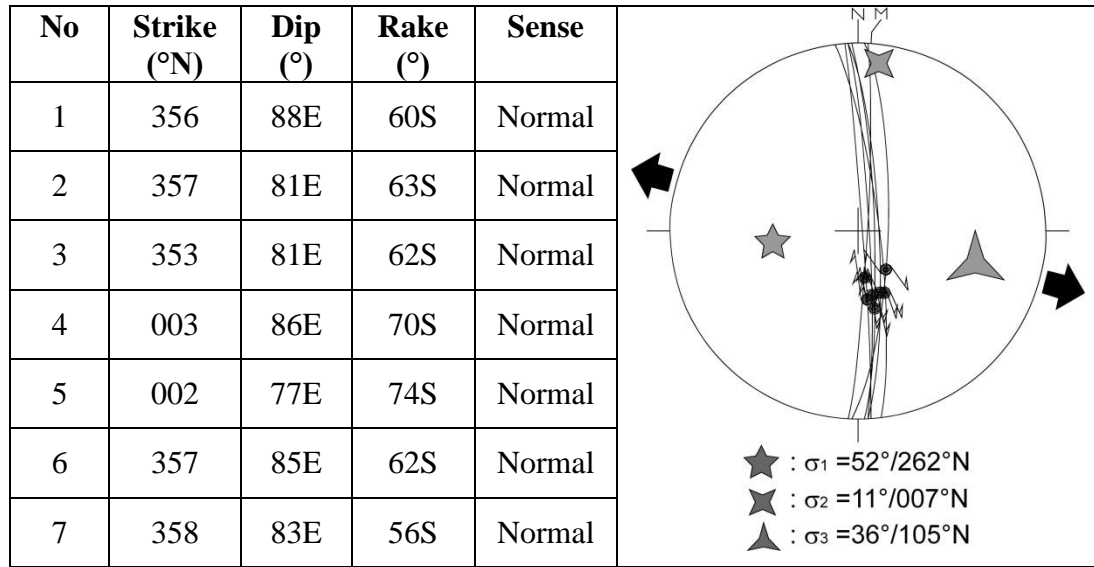 No Strike (°N) Dip (°) Rake (°) Sense
1 356 88E 60S Normal
2 357 81E 63S Normal
3 353 81E 62S Normal
4 003 86E 70S Normal
5 002 77E 74S Normal
6 357 85E 62S Normal
7 358 83E 56S Normal
N M
: σ1 =52°/262°N
: σ2 =11°/007°N
: σ3 =36°/105°N